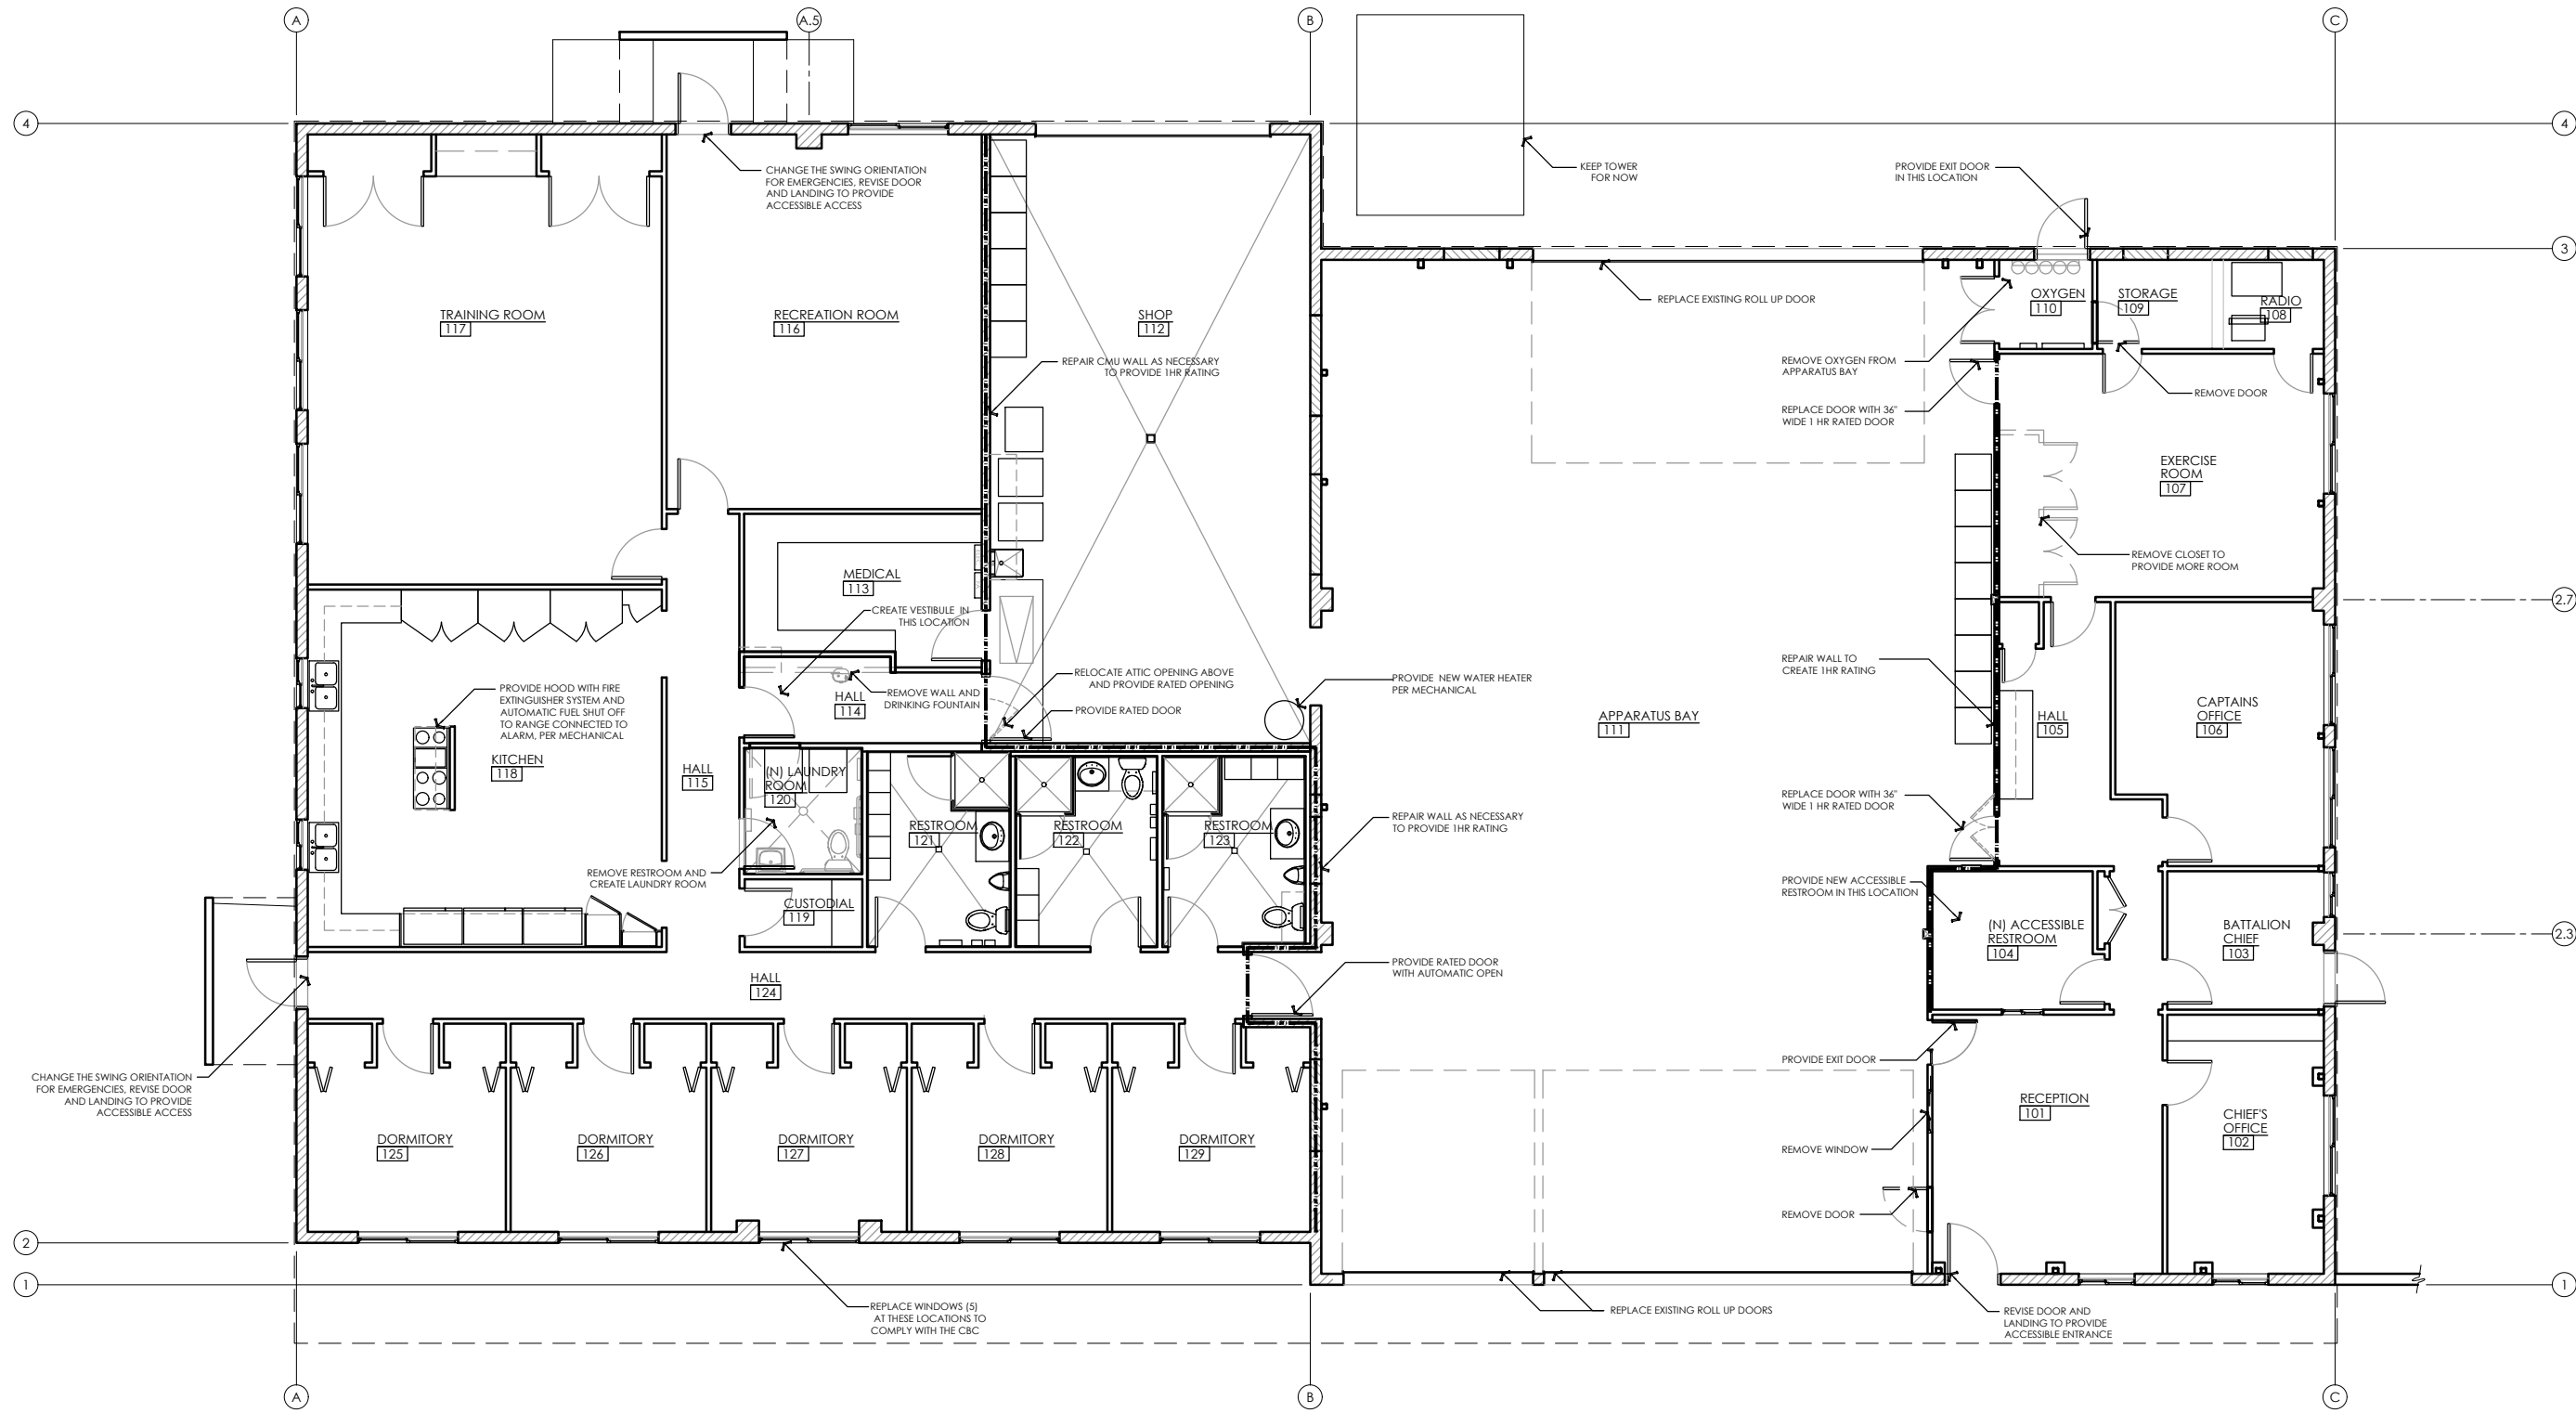 A
A.5
B
C
4
4
CHANGE THE SWING ORIENTATION
FOR EMERGENCIES, REVISE DOOR
AND LANDING TO PROVIDE
ACCESSIBLE ACCESS
KEEP TOWER
FOR NOW
PROVIDE EXIT DOOR
IN THIS LOCATION
3
TRAINING ROOM
117
RECREATION ROOM
116
SHOP
112
REPLACE EXISTING ROLL UP DOOR
OXYGEN
110
STORAGE
109
RADIO
108
REPAIR CMU WALL AS NECESSARY
TO PROVIDE 1HR RATING
REMOVE OXYGEN FROM
APPARATUS BAY
REMOVE DOOR
REPLACE DOOR WITH 36"
WIDE 1 HR RATED DOOR
EXERCISE
ROOM
107
REMOVE CLOSET TO
PROVIDE MORE ROOM
MEDICAL
113
CREATE VESTIBULE IN
THIS LOCATION
2.7
PROVIDE HOOD WITH FIRE
EXTINGUISHER SYSTEM AND
AUTOMATIC FUEL SHUT OFF
TO RANGE CONNECTED TO
ALARM, PER MECHANICAL
KITCHEN
118
HALL
114
REMOVE WALL AND
DRINKING FOUNTAIN
RELOCATE ATTIC OPENING ABOVE
AND PROVIDE RATED OPENING
PROVIDE RATED DOOR
PROVIDE NEW WATER HEATER
PER MECHANICAL
APPARATUS BAY
111
REPAIR WALL TO
CREATE 1HR RATING
HALL
105
CAPTAINS
OFFICE
106
HALL
115
(N) LAUNDRY
ROOM
120
RESTROOM
121
RESTROOM
122
RESTROOM
123
REPAIR WALL AS NECESSARY
TO PROVIDE 1HR RATING
REPLACE DOOR WITH 36"
WIDE 1 HR RATED DOOR
REMOVE RESTROOM AND
CREATE LAUNDRY ROOM
CUSTODIAL
119
PROVIDE NEW ACCESSIBLE
RESTROOM IN THIS LOCATION
(N) ACCESSIBLE
RESTROOM
104
BATTALION
CHIEF
103
2.3
HALL
124
PROVIDE RATED DOOR
WITH AUTOMATIC OPEN
CHANGE THE SWING ORIENTATION
FOR EMERGENCIES, REVISE DOOR
AND LANDING TO PROVIDE
ACCESSIBLE ACCESS
PROVIDE EXIT DOOR
RECEPTION
101
CHIEF'S
OFFICE
102
DORMITORY
125
DORMITORY
126
DORMITORY
127
DORMITORY
128
DORMITORY
129
REMOVE WINDOW
REMOVE DOOR
2
1
1
REPLACE WINDOWS (5)
AT THESE LOCATIONS TO
COMPLY WITH THE CBC
REPLACE EXISTING ROLL UP DOORS
REVISE DOOR AND
LANDING TO PROVIDE
ACCESSIBLE ENTRANCE
A
B
C